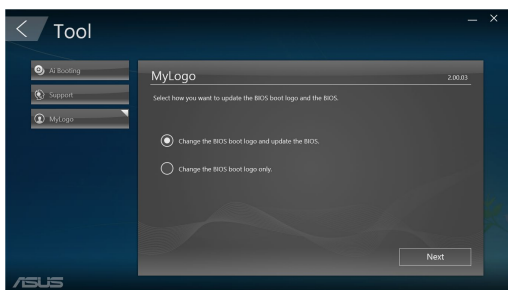 Tool
Ai Booting
Support
MyLogo
MyLogo
2.00.03
Select how you want to update the BIOS boot logo and the BIOS.
Change the BIOS boot logo and update the BIOS.
Change the BIOS boot logo only.
Next
ASUS